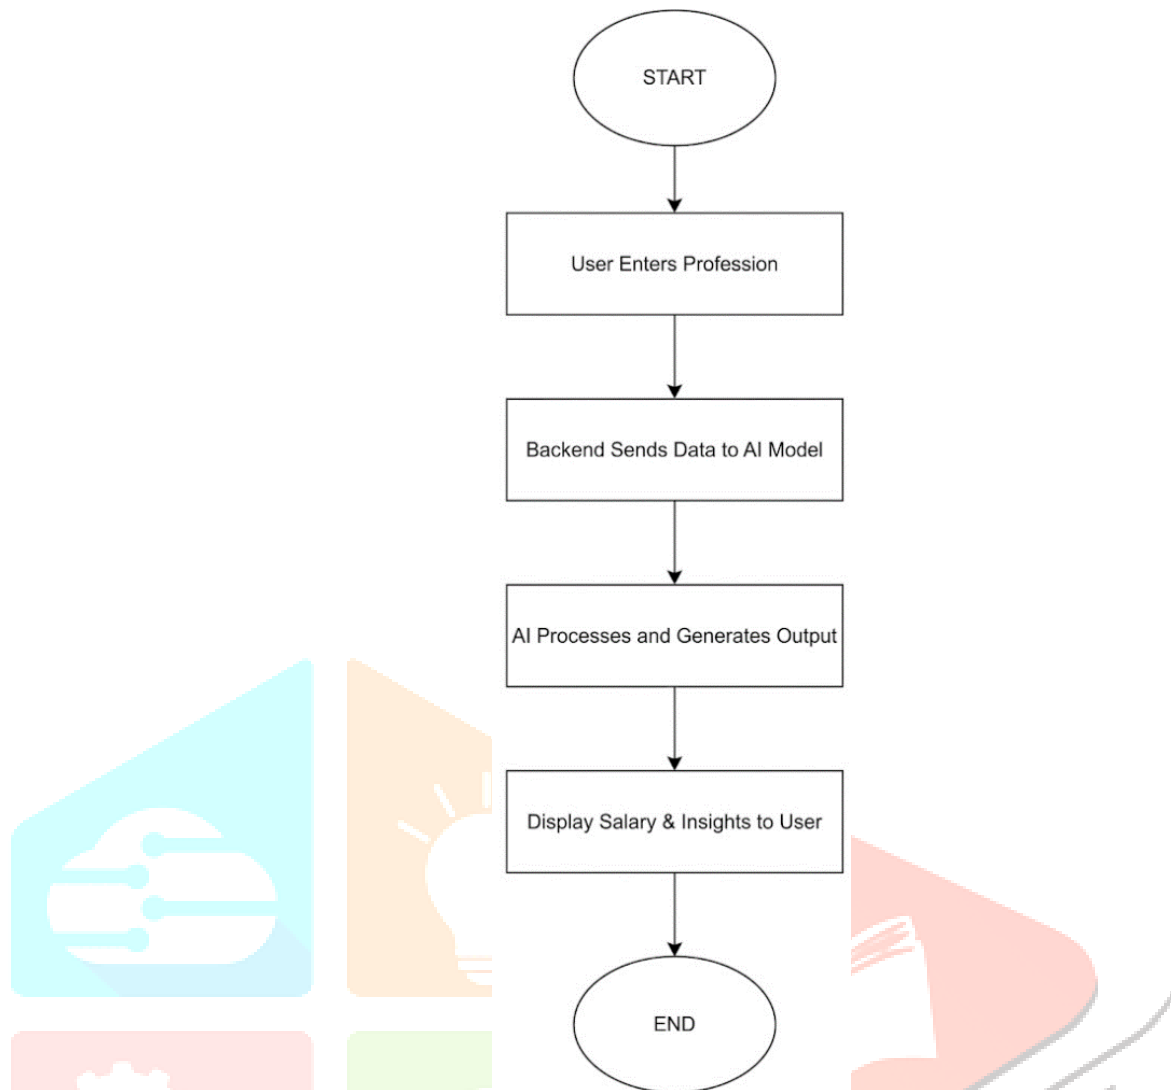 START
User Enters Profession
Backend Sends Data to AI Model
AI Processes and Generates Output
Display Salary & Insights to User
END